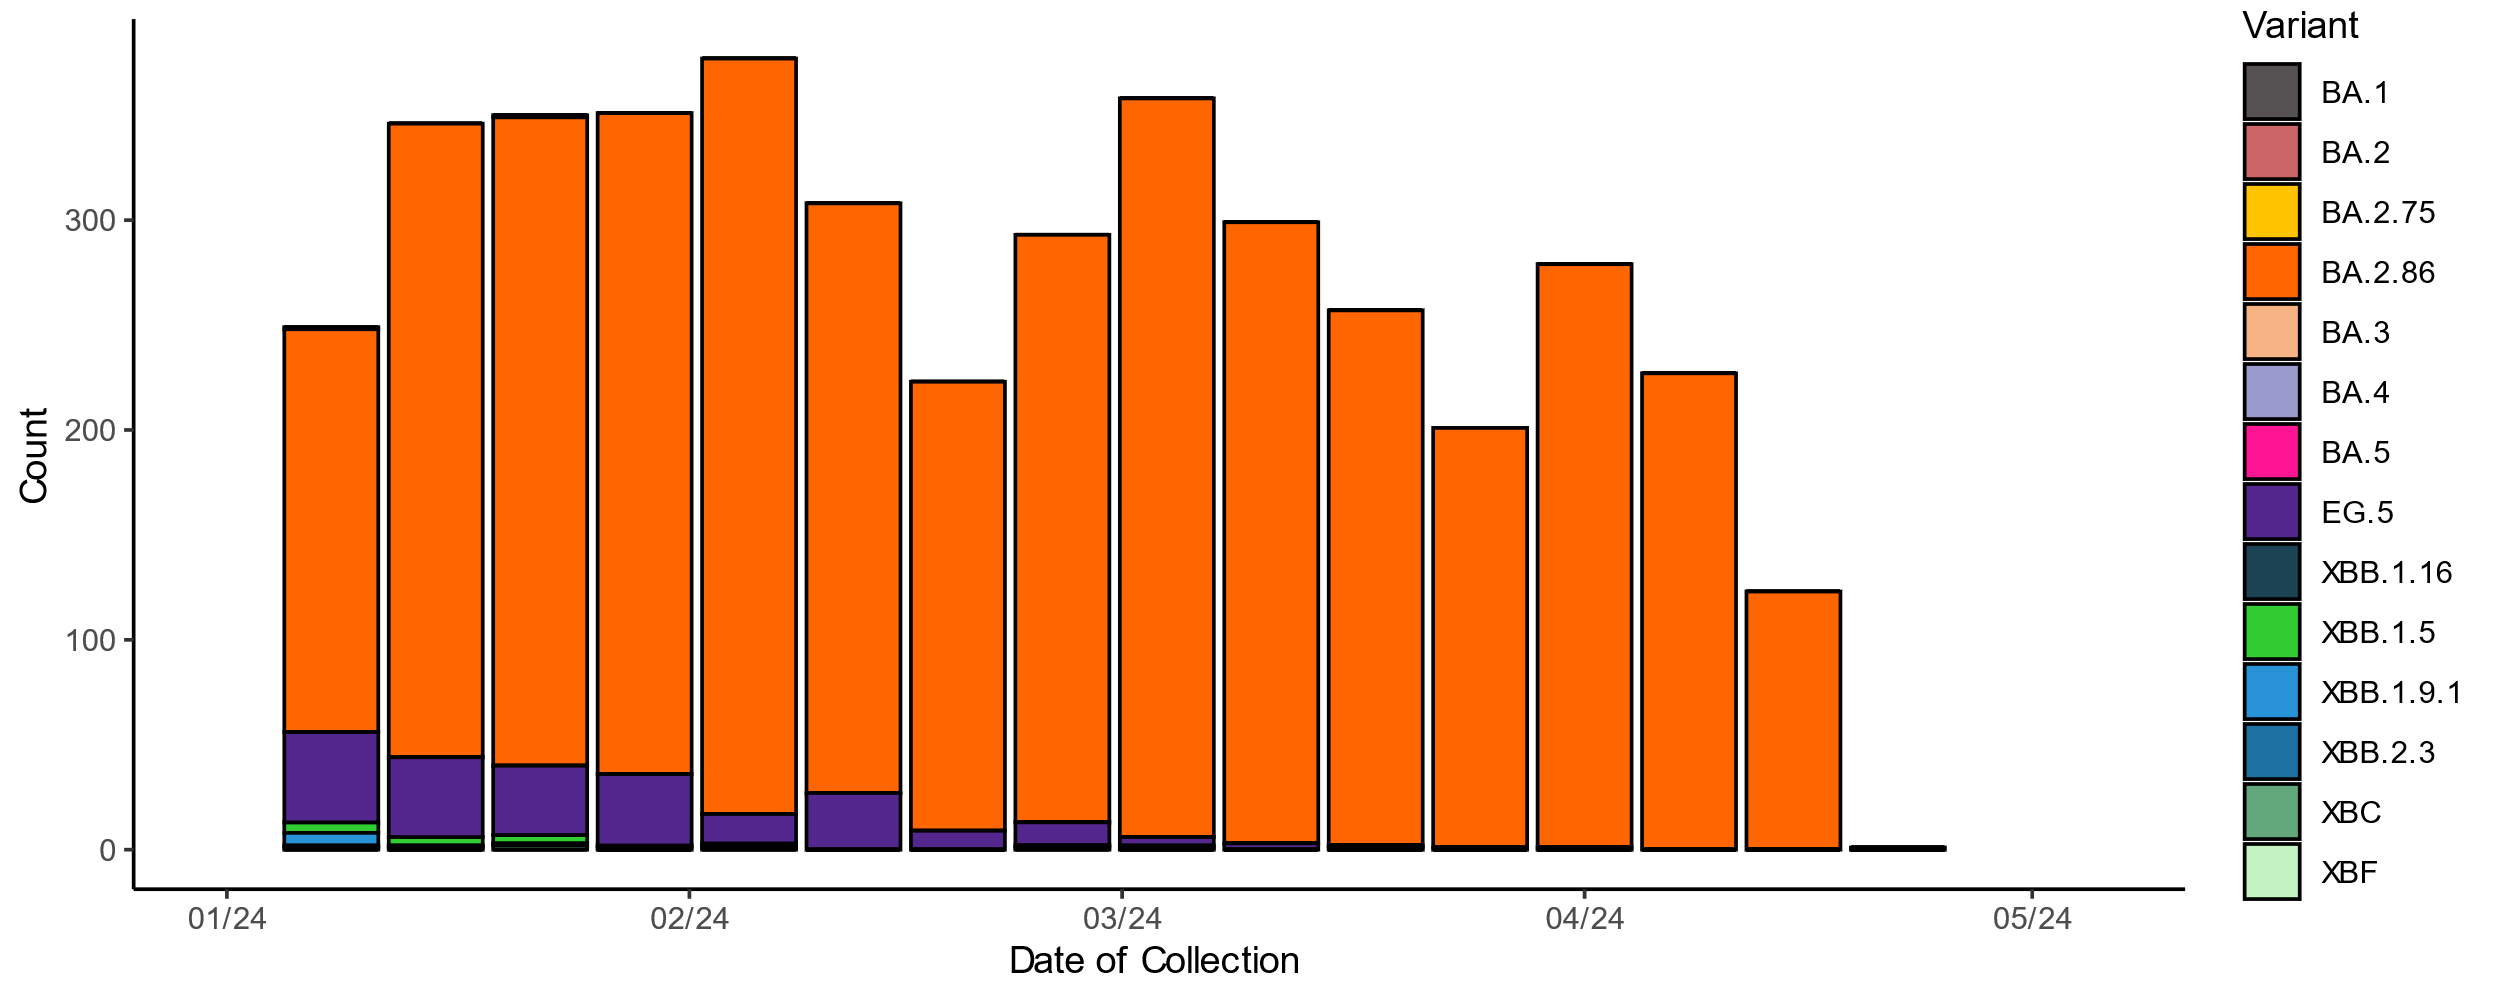 Variant
BA.1
BA.2
BA.2.75
BA.2.86
BA.3
BA.4
BA.5
EG.5
XBB.1.16
XBB.1.5
XBB.1.9.1
XBB.2.3
XBC
XBF
Count
300
200
100
0
01/24 02/24 03/24 04/24 05/24
Date of Collection